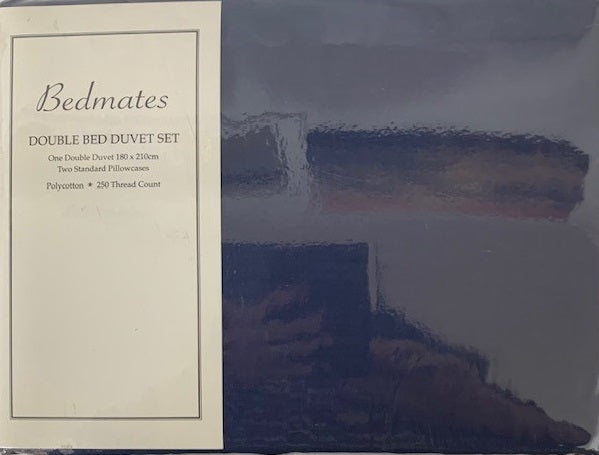 Bedmates
DOUBLE BED DUVET SET
One Double Duvet 180 x 210cm
Two Standard Pillowcases
Polycotton ★ 250 Thread Count